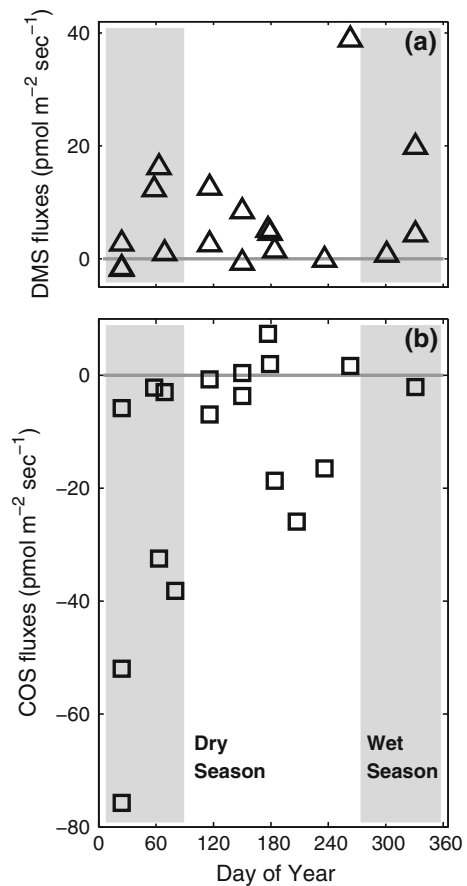 (a)
DMS fluxes (pmol m−2 sec−1)
40
20
0
(b)
COS fluxes (pmol m−2 sec−1)
0
−20
−40
−60
−80
Dry
Season
Wet
Season
0 60 120 180 240 300 366
Day of Year